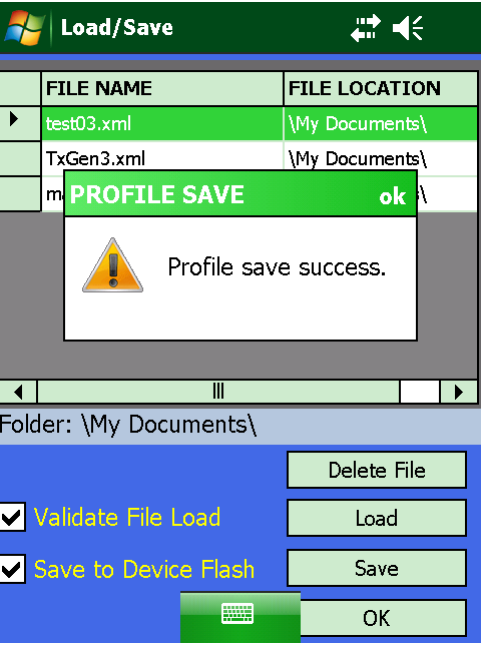 Load/Save
FILE NAME FILE LOCATION
test03.xml \My Documents\
TxGen3.xml \My Documents\
PROFILE SAVE ok
Profile save success.
Folder: \My Documents\
Delete File
Validate File Load Load
Save to Device Flash Save
OK